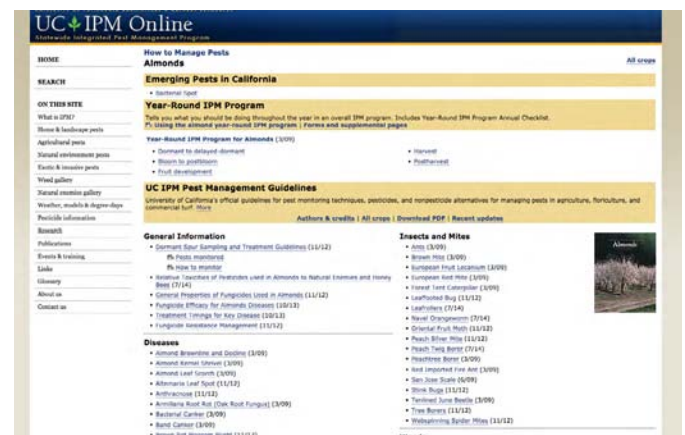 UC IPM Online
Statewide Integrated Pest Management Program
HOME
SEARCH
ON THIS SITE
What is IPM?
Home & landscape pests
Agricultural pests
Natural environment pests
Exotic & invasive pests
Weed gallery
Natural enemies gallery
Weather, models & degree-days
Pesticide information
Research
Publications
Events & training
Links
Glossary
About us
Contact us
How to Manage Pests
Almonds
All crops
Emerging Pests in California
• Bacterial Spot
Year-Round IPM Program
Tells you what you should be doing throughout the year in an overall IPM program. Includes Year-Round IPM Program Annual Checklist.
Using the almond year-round IPM program | Forms and supplemental pages
Year-Round IPM Program for Almonds (3/09)
• Dormant to delayed-dormant
• Bloom to postbloom
• Fruit development
• Harvest
• Postharvest
UC IPM Pest Management Guidelines
University of California's official guidelines for pest monitoring techniques, pesticides, and nonpesticide alternatives for managing pests in agriculture, floriculture, and
commercial turf. More
Authors & credits | All crops | Download PDF | Recent updates
General Information
• Dormant Spur Sampling and Treatment Guidelines (11/12)
Pests monitored
How to monitor
• Relative Toxicities of Pesticides used in Almonds to Natural Enemies and Honey
Bees (7/14)
• General Properties of Fungicides Used in Almonds (11/12)
• Fungicide Efficacy for Almonds Diseases (10/13)
• Treatment Timings for Key Disease (10/13)
• Fungicide Resistance Management (11/12)
Diseases
• Almond Brownline and Decline (3/09)
• Almond Kernel Shrivel (3/09)
• Almond Leaf Scorch (3/09)
• Alternaria Leaf Spot (11/12)
• Anthracnose (11/12)
• Armillaria Root Rot (Oak Root Fungus) (3/09)
• Bacterial Canker (3/09)
• Band Canker (3/09)
Insects and Mites
• Ants (3/09)
• Brown Mite (11/12)
• European Fruit Lecanium (3/09)
• European Red Mite (3/09)
• Forest Tent Caterpillar (3/09)
• Leaffooted Bug (11/12)
• Leafrollers (7/14)
• Navel Orangeworm (7/14)
• Oriental Fruit Moth (11/12)
• Peach Silver Mite (11/12)
• Peach Twig Borer (7/14)
• Peachtree Borer (3/09)
• Red Imported Fire Ant (3/09)
• San Jose Scale (6/09)
• Stink Bugs (11/12)
• Tenlined June Beetle (3/09)
• Tree Borers (11/12)
• Webspinning Spider Mites (11/12)
Almonds